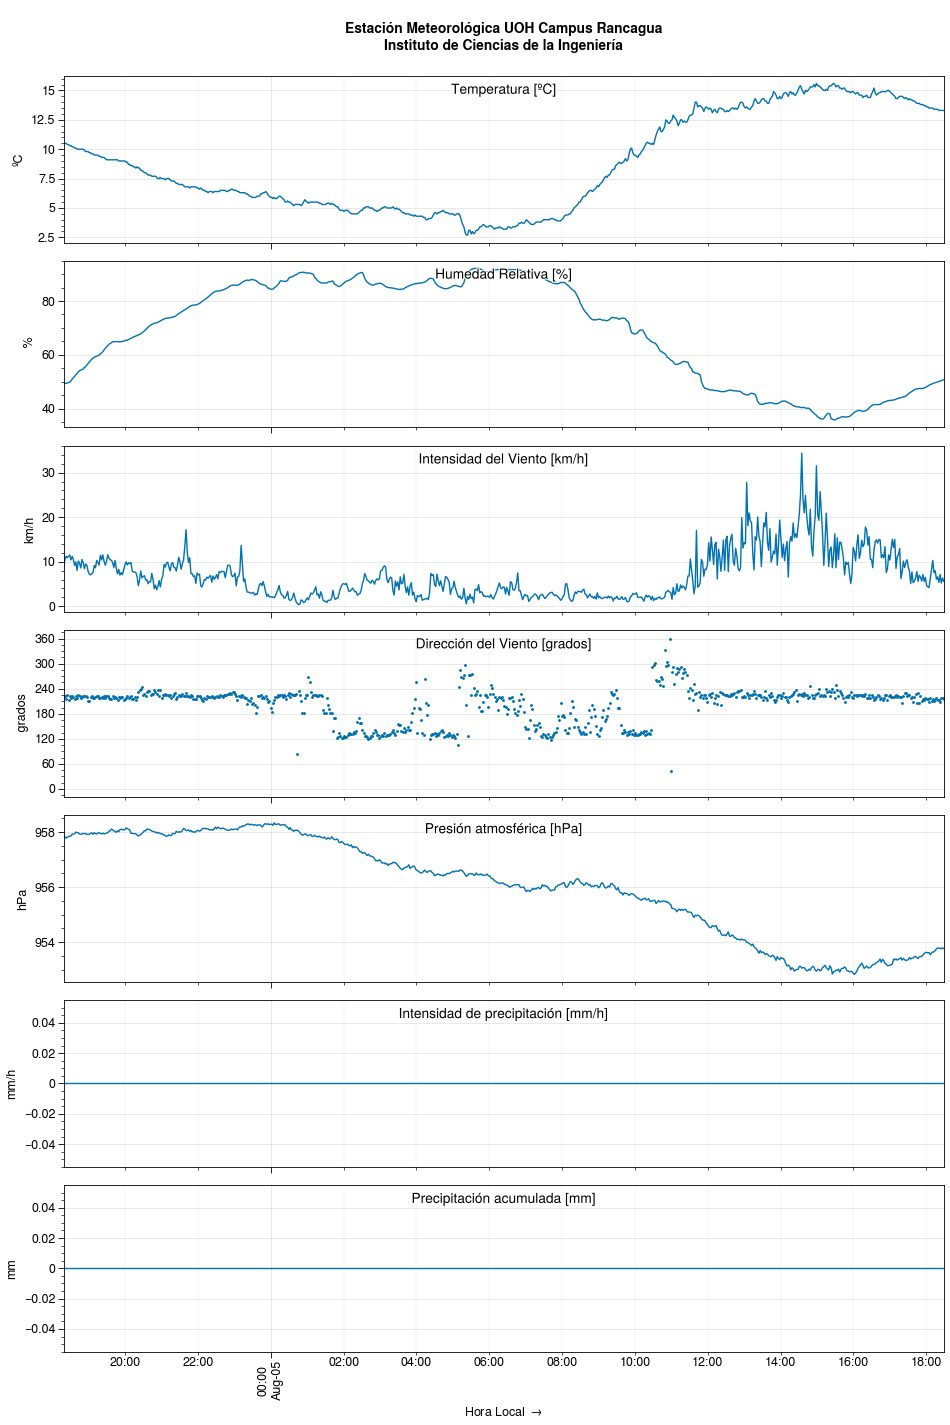 Estación Meteorológica UOH Campus Rancagua
Instituto de Ciencias de la Ingeniería
Temperatura [ºC]
15
12.5
10
7.5
5
2.5
ºC
Humedad Relativa [%]
80
60
40
%
Intensidad del Viento [km/h]
30
20
10
0
km/h
Dirección del Viento [grados]
360
300
240
180
120
60
0
grados
Presión atmosférica [hPa]
958
956
954
hPa
Intensidad de precipitación [mm/h]
0.04
0.02
0
−0.02
−0.04
mm/h
Precipitación acumulada [mm]
0.04
0.02
0
−0.02
−0.04
mm
20:00 22:00 00:00 02:00 04:00 06:00 08:00 10:00 12:00 14:00 16:00 18:00
Aug-05
Hora Local →